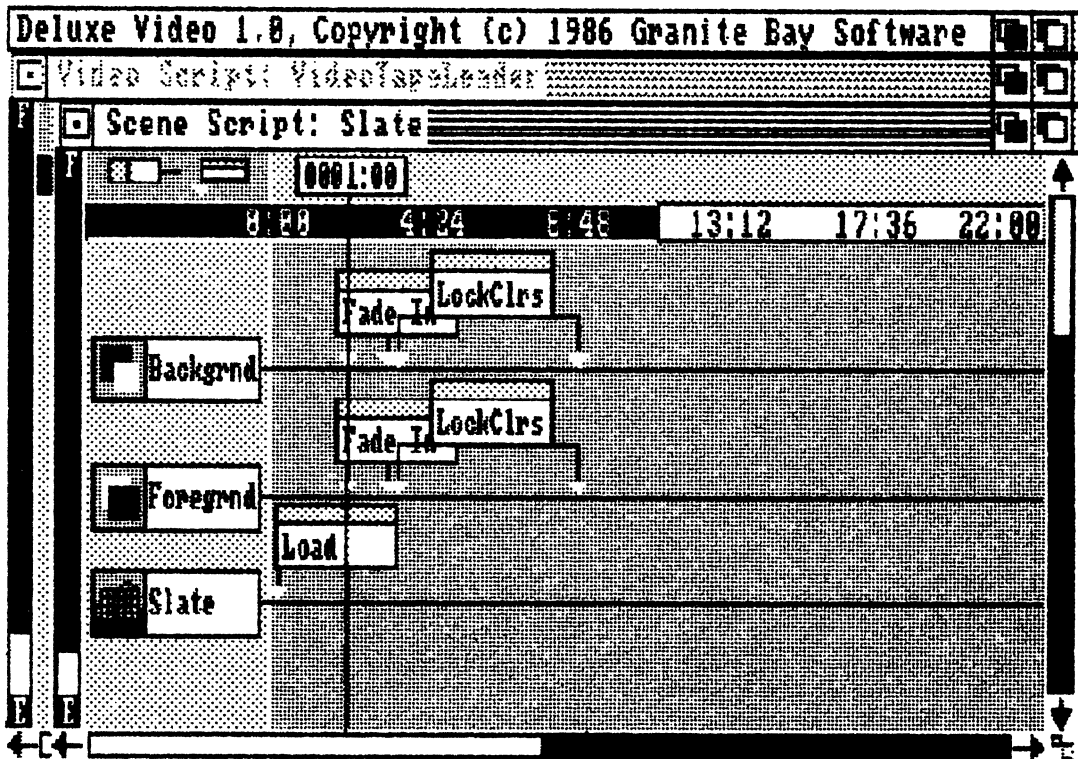 Deluxe Video 1.0, Copyright (c) 1986 Granite Bay Software
Video Script: VideoTapeLeader
Scene Script: Slate
F F
0001:00
0:00 4:24 8:48 13:12 17:36 22:00
LockClrs
Fade In
Backgrnd
LockClrs
Fade In
Foregrnd
Load
Slate
E E